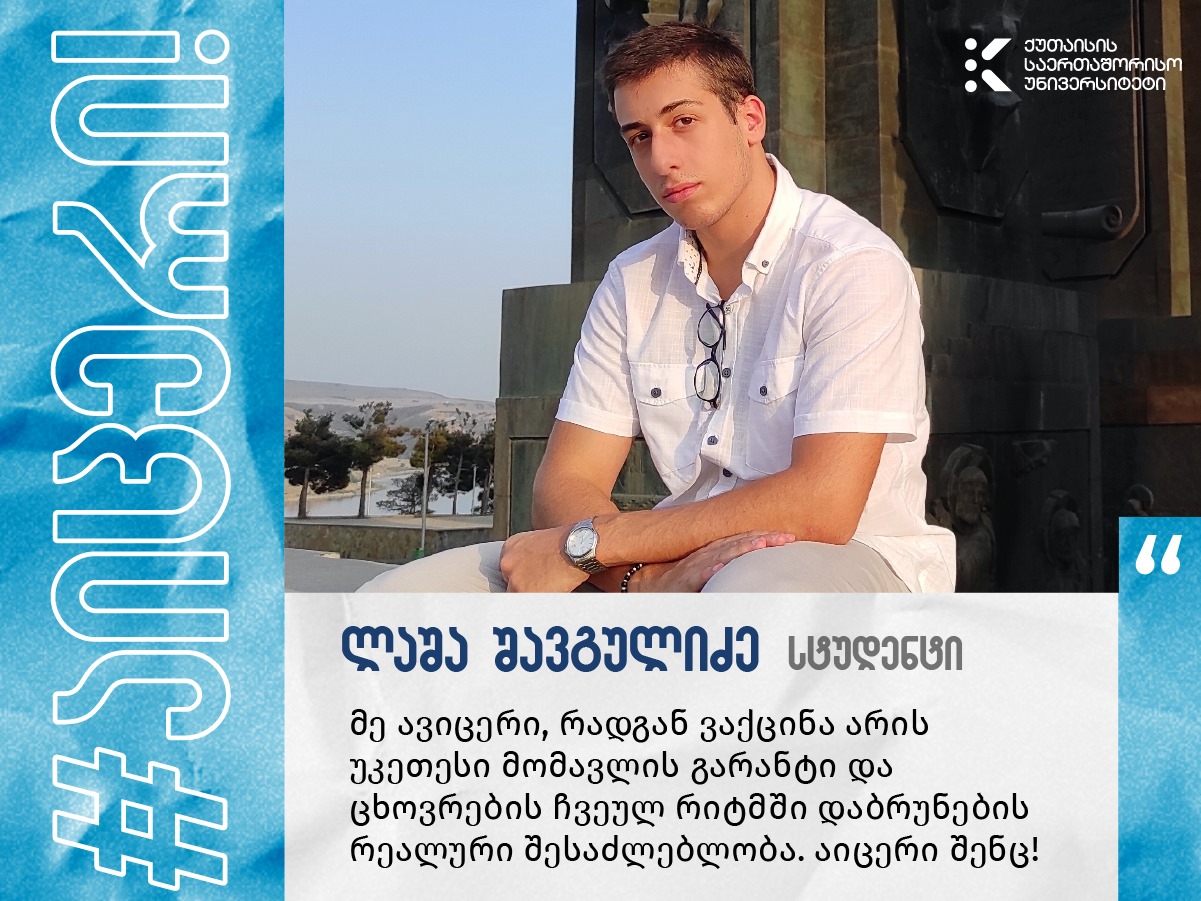 #აიცერი!
ქუთაისის
საერთაშორისო
უნივერსიტეტი
“
ლაშა შავგულიძე სტუდენტი
მე ავიცერი, რადგან ვაქცინა არის
უკეთესი მომავლის გარანტი და
ცხოვრების ჩვეულ რიტმში დაბრუნების
რეალური შესაძლებლობა. აიცერი შენც!